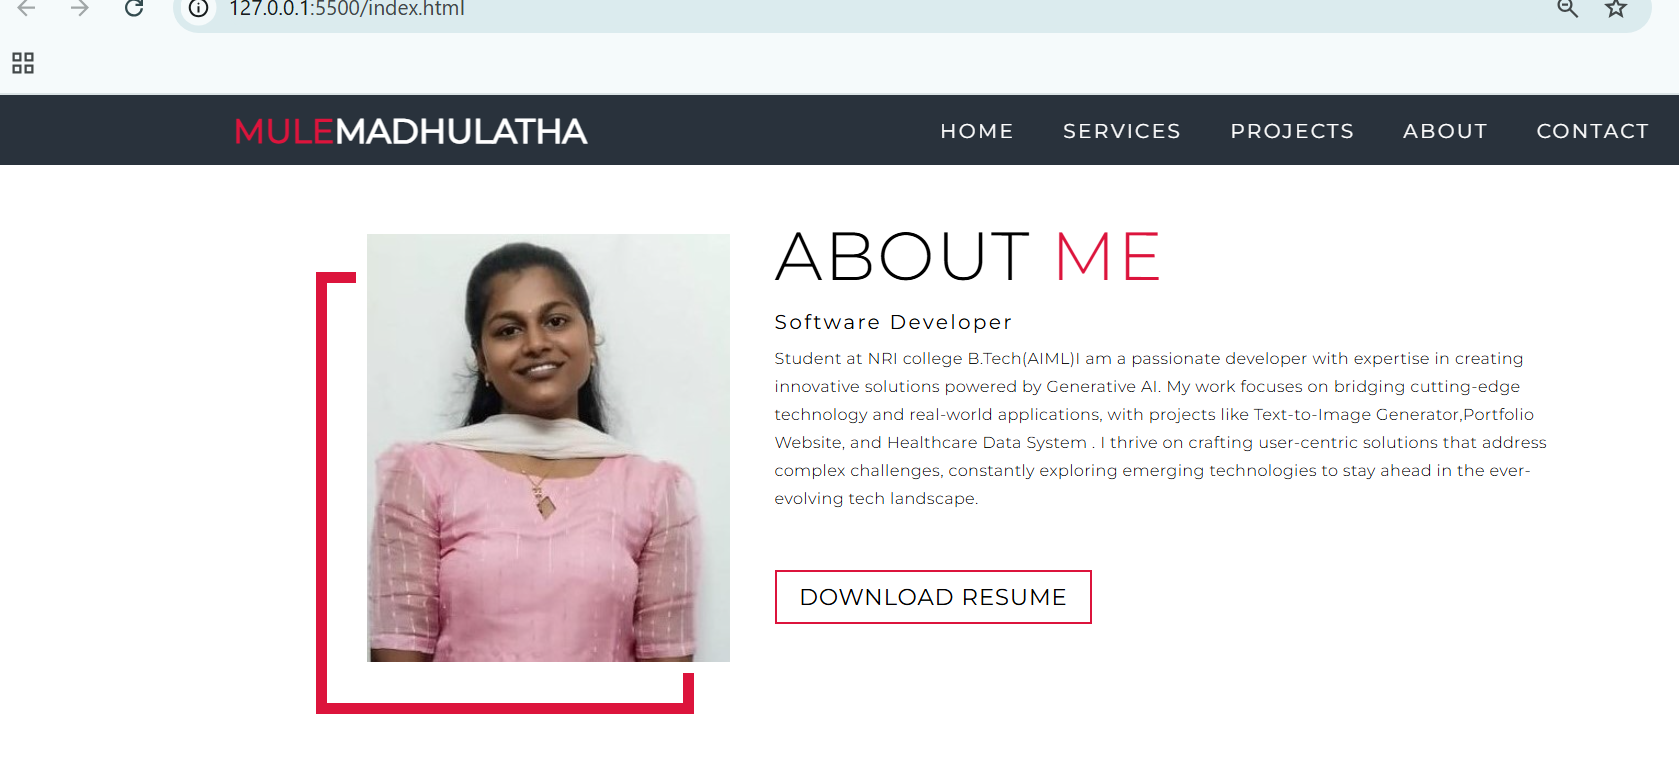 127.0.0.1:5500/index.html
MULEMADHULATHA
HOME SERVICES PROJECTS ABOUT CONTACT
ABOUT ME
Software Developer
Student at NRI college B.Tech(AIML)I am a passionate developer with expertise in creating
innovative solutions powered by Generative AI. My work focuses on bridging cutting-edge
technology and real-world applications, with projects like Text-to-Image Generator,Portfolio
Website, and Healthcare Data System . I thrive on crafting user-centric solutions that address
complex challenges, constantly exploring emerging technologies to stay ahead in the ever-
evolving tech landscape.
DOWNLOAD RESUME